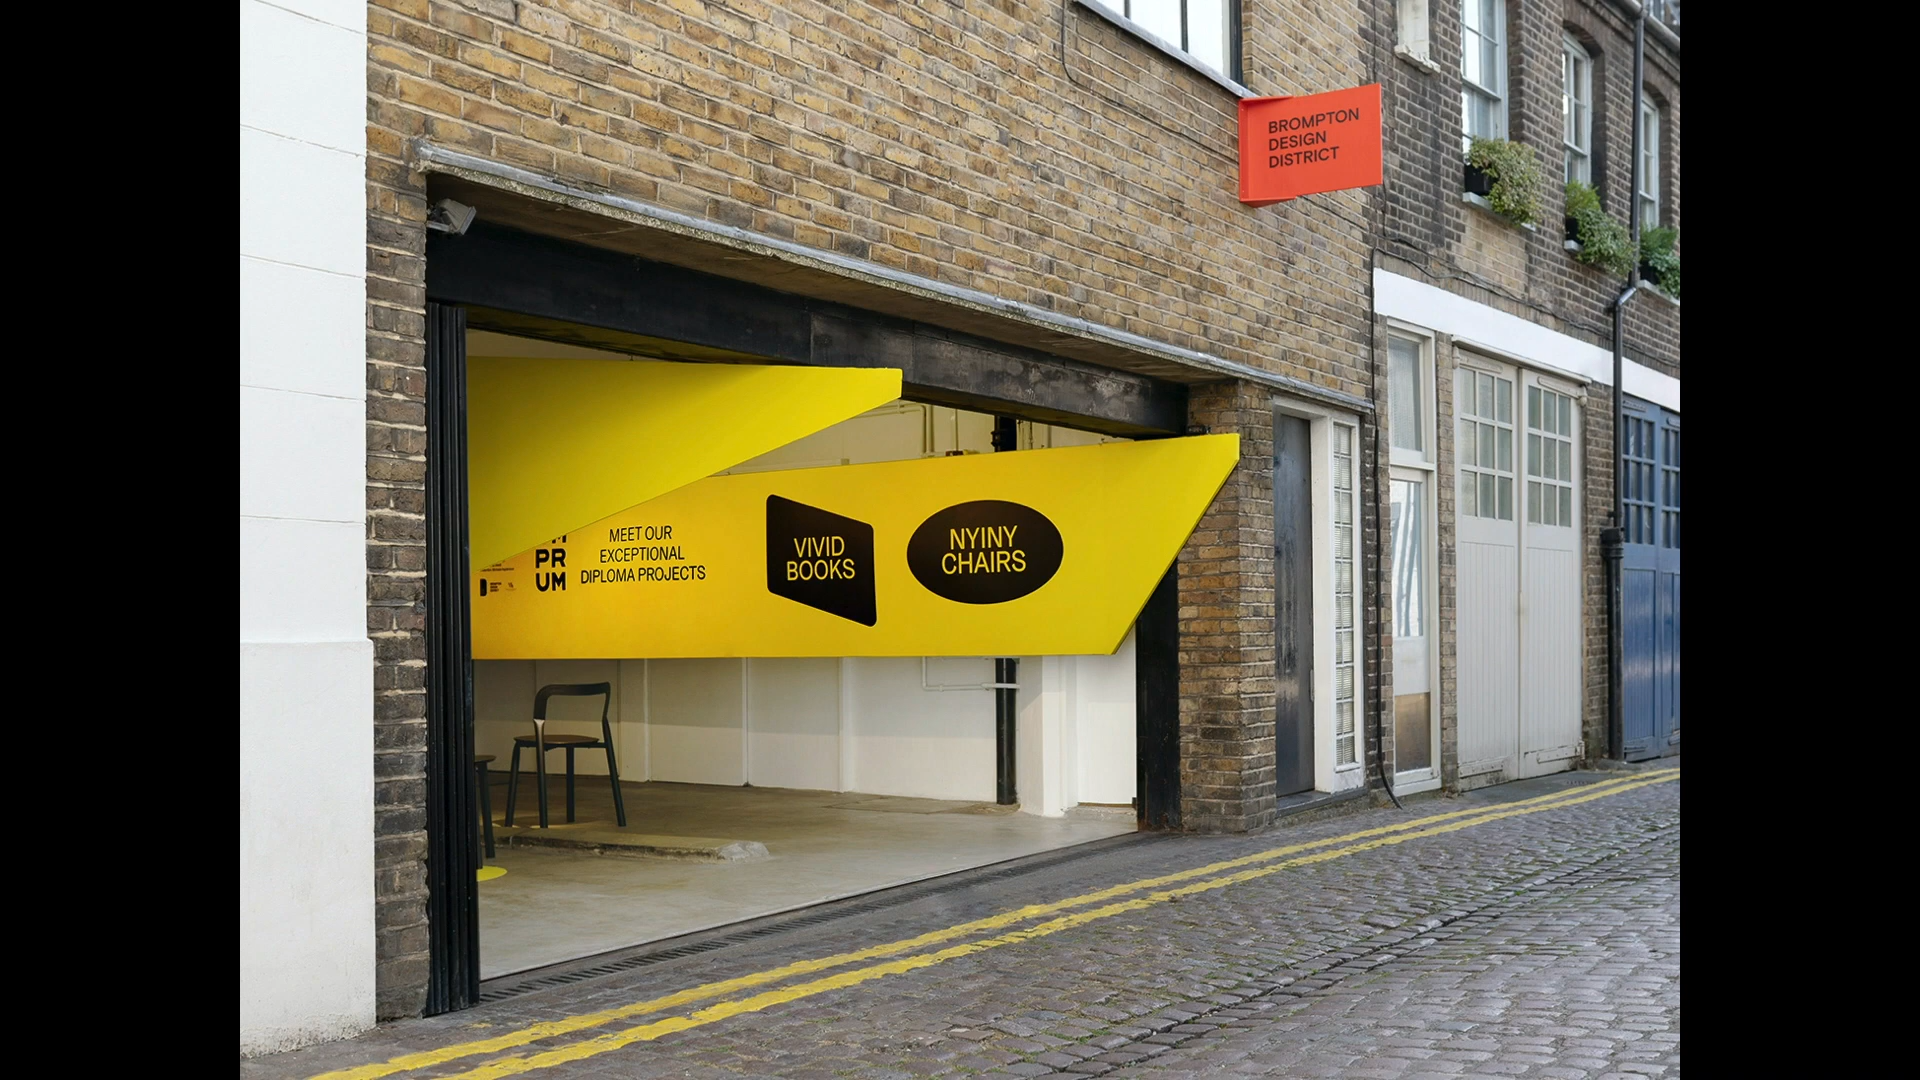 BROMPTON
DESIGN
DISTRICT
PR
UM
MEET OUR
EXCEPTIONAL
DIPLOMA PROJECTS
VIVID
BOOKS
NYINY
CHAIRS